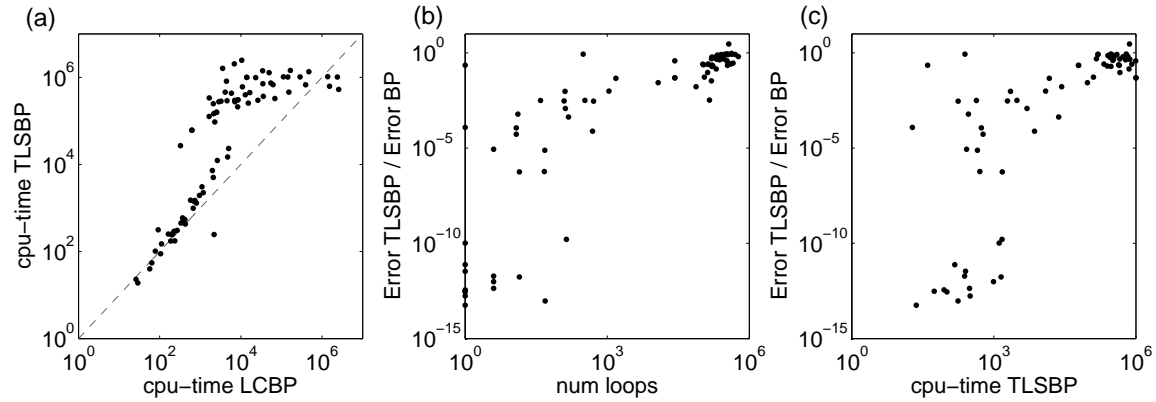 (a)
10^6
10^4
10^2
10^0
10^0 10^2 10^4 10^6
cpu-time LCBP
cpu-time TLSBP
(b)
10^0
10^-5
10^-10
10^-15
10^0 10^3 10^6
num loops
Error TLSBP / Error BP
(c)
10^0
10^-5
10^-10
10^-15
10^0 10^3 10^6
cpu-time TLSBP
Error TLSBP / Error BP